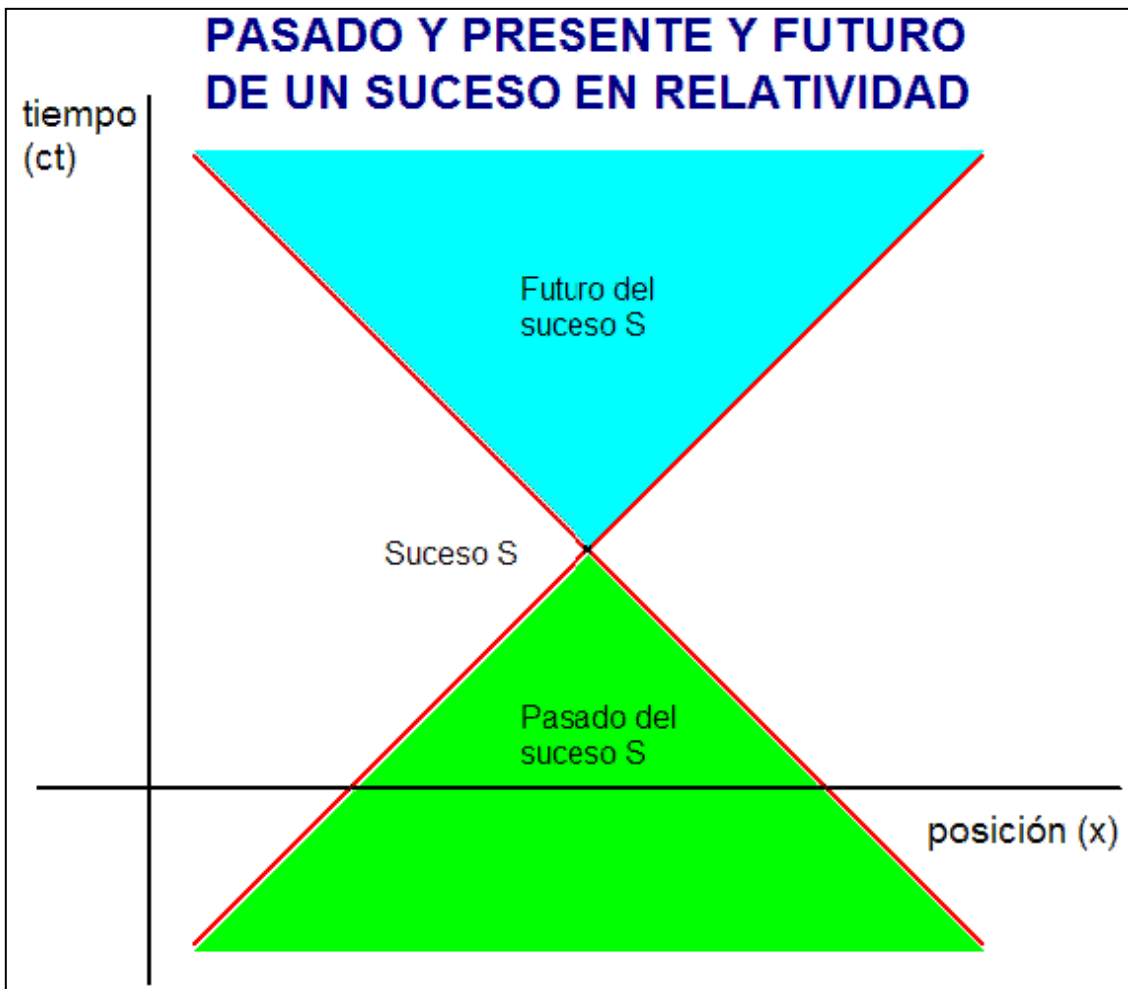 PASADO Y PRESENTE Y FUTURO
DE UN SUCESO EN RELATIVIDAD
tiempo
(ct)
Futuro del
suceso S
Suceso S
Pasado del
suceso S
posición (x)